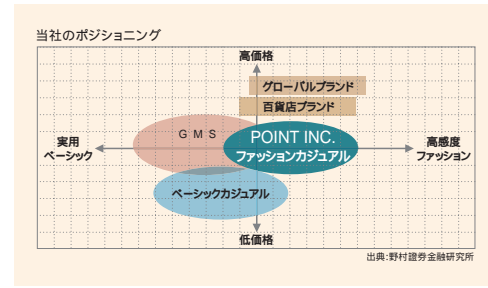 当社のポジショニング
高価格
グローバルブランド
百貨店ブランド
GMS
POINT INC.
ファッションカジュアル
実用
ベーシック
高感度
ファッション
ベーシックカジュアル
低価格
出典:野村證券金融研究所